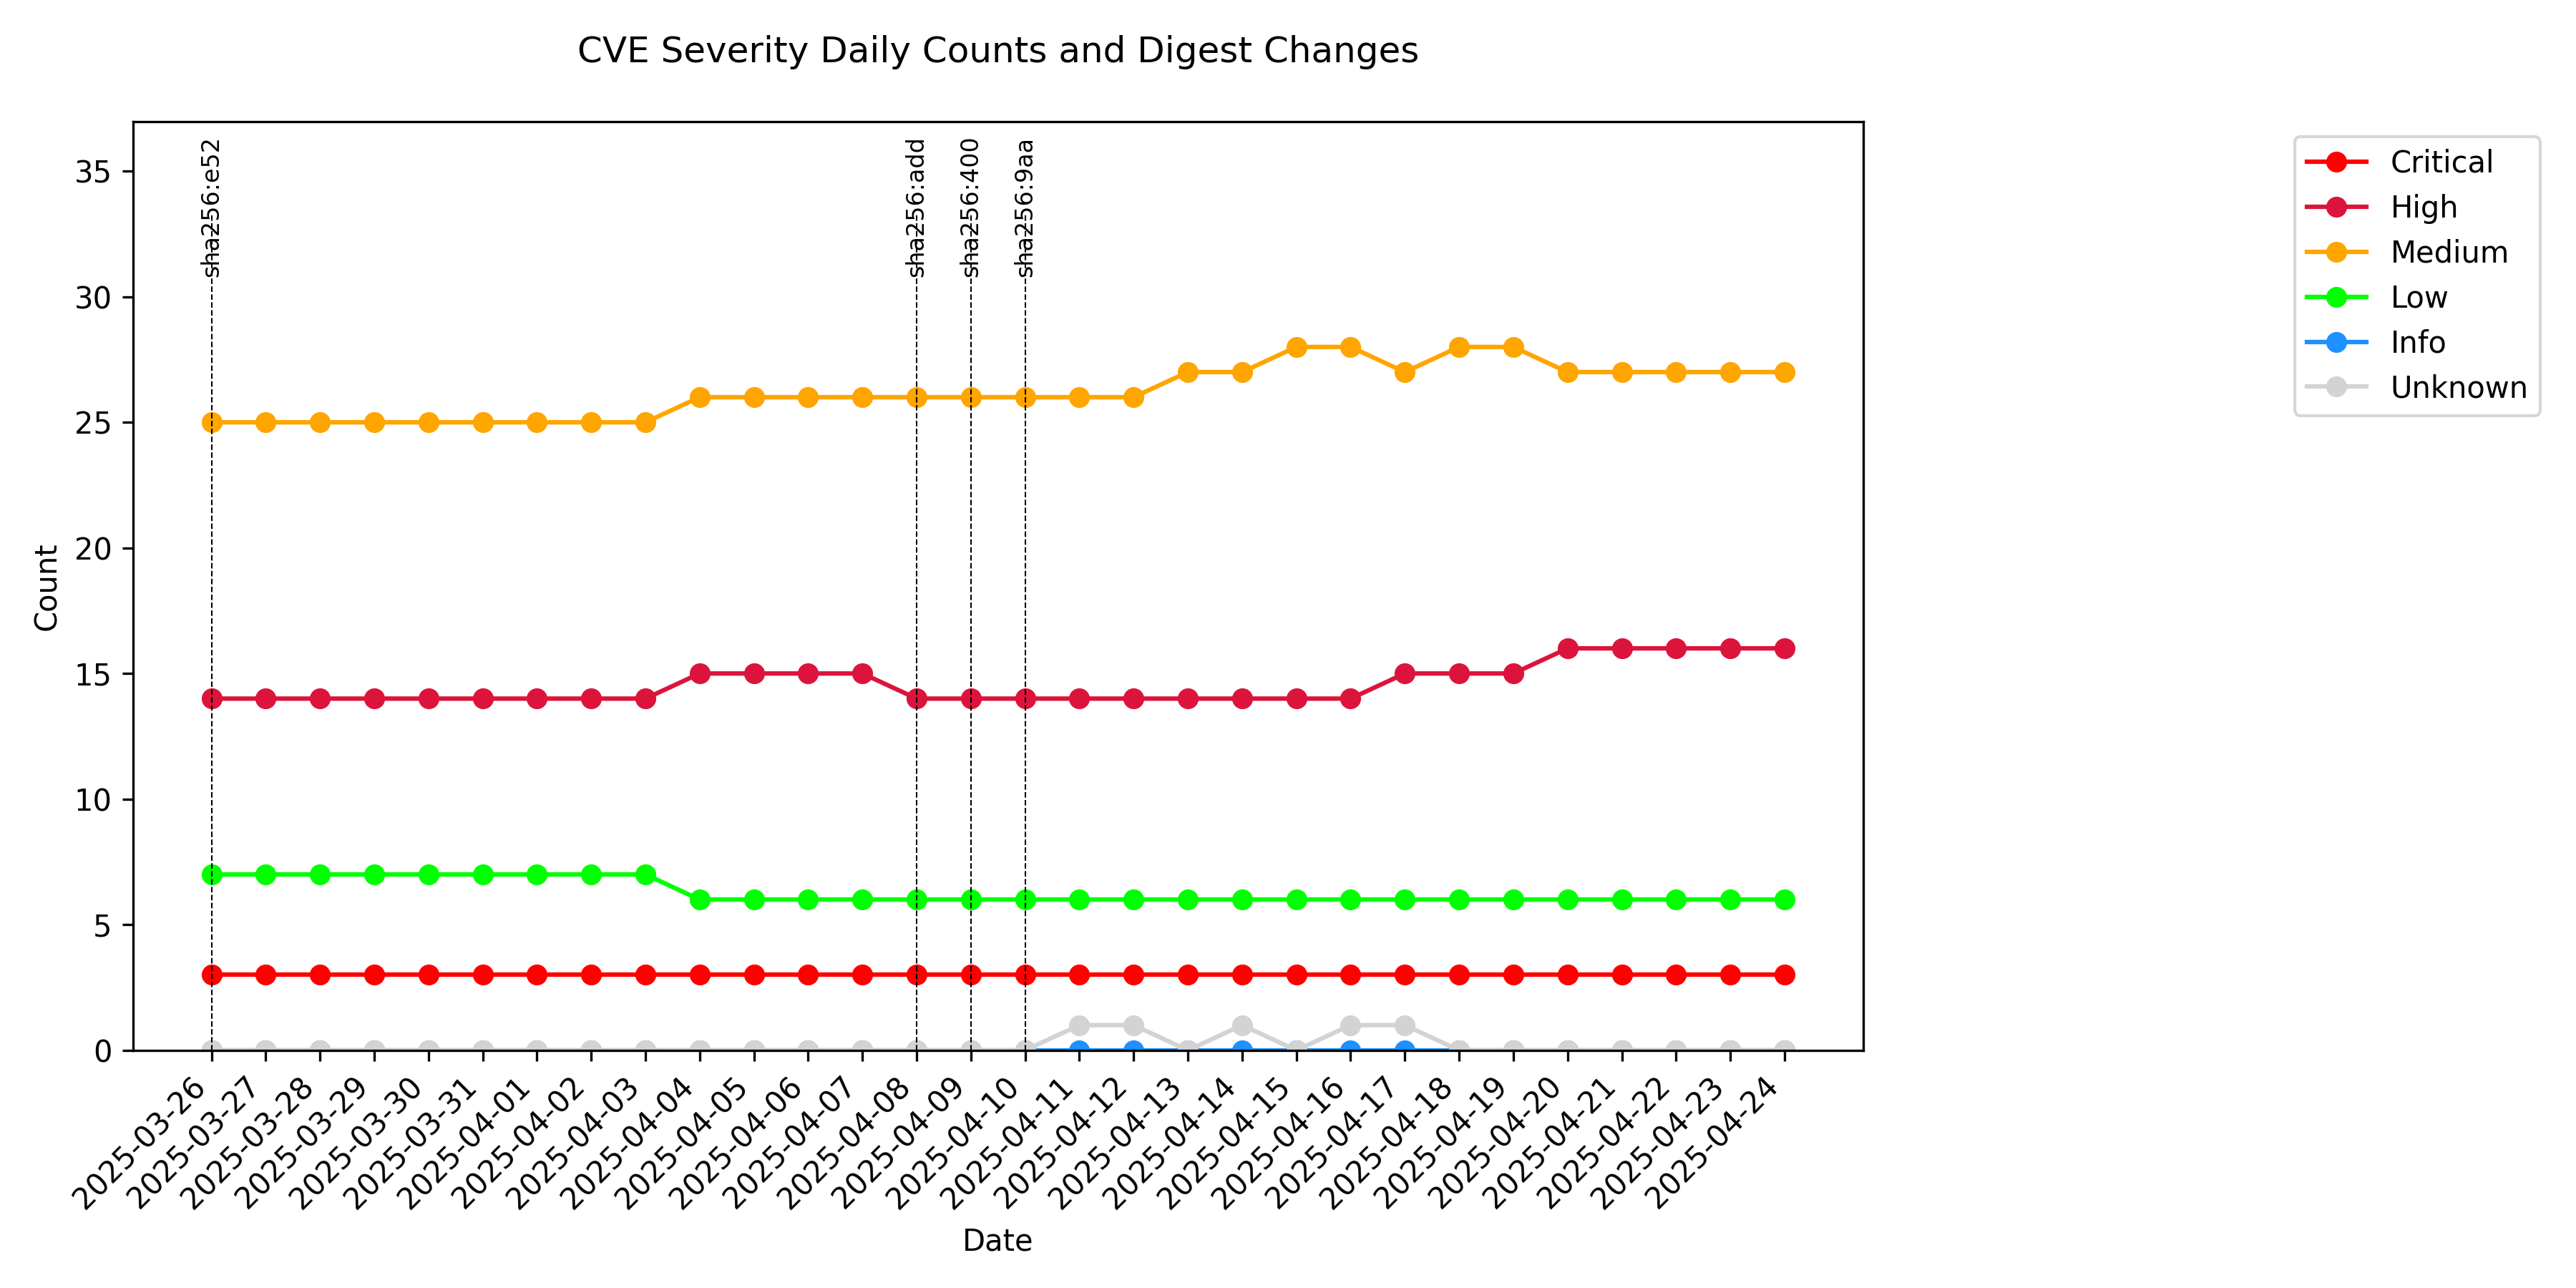 CVE Severity Daily Counts and Digest Changes
sha256:e52
sha256:add
sha256:400
sha256:9aa
Critical
High
Medium
Low
Info
Unknown
35
30
25
20
15
10
5
0
Count
2025-03-26
2025-03-27
2025-03-28
2025-03-29
2025-03-30
2025-03-31
2025-04-01
2025-04-02
2025-04-03
2025-04-04
2025-04-05
2025-04-06
2025-04-07
2025-04-08
2025-04-09
2025-04-10
2025-04-11
2025-04-12
2025-04-13
2025-04-14
2025-04-15
2025-04-16
2025-04-17
2025-04-18
2025-04-19
2025-04-20
2025-04-21
2025-04-22
2025-04-23
2025-04-24
Date